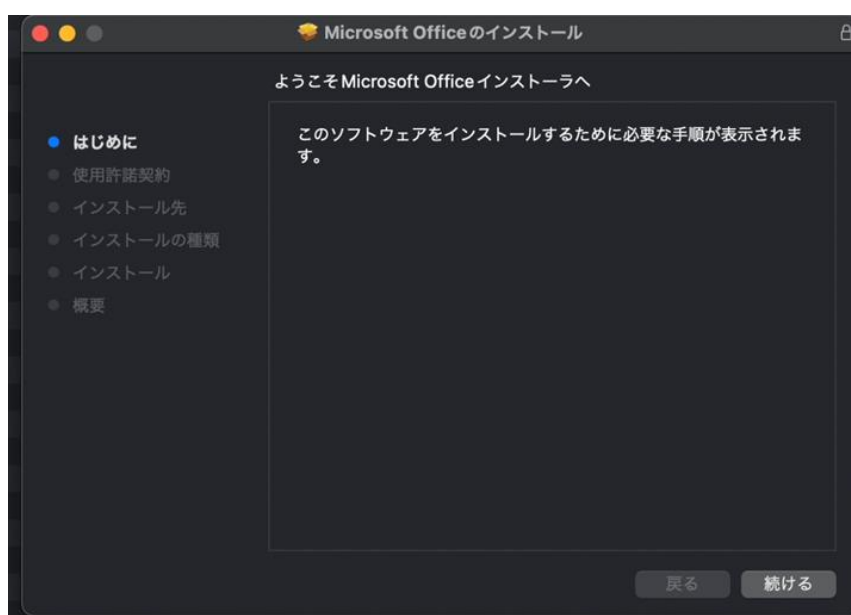 Microsoft Officeのインストール
ようこそMicrosoft Officeインストーラへ
はじめに
使用許諾契約
インストール先
インストールの種類
インストール
概要
このソフトウェアをインストールするために必要な手順が表示されま
す。
戻る
続ける